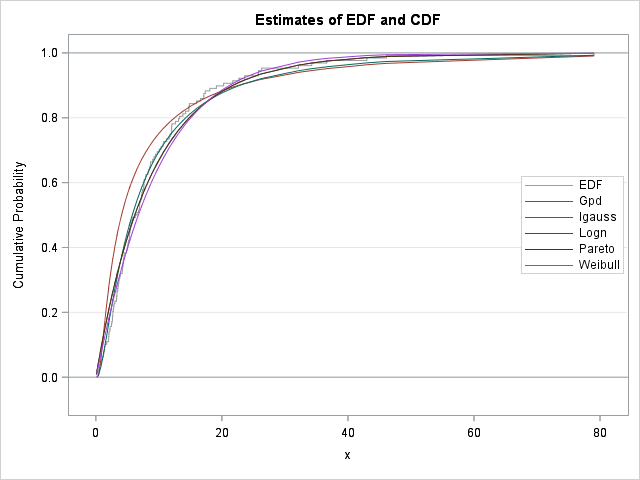 Estimates of EDF and CDF
Cumulative Probability
1.0
0.8
0.6
0.4
0.2
0.0
EDF
Gpd
Igauss
Logn
Pareto
Weibull
0 20 40 60 80
x